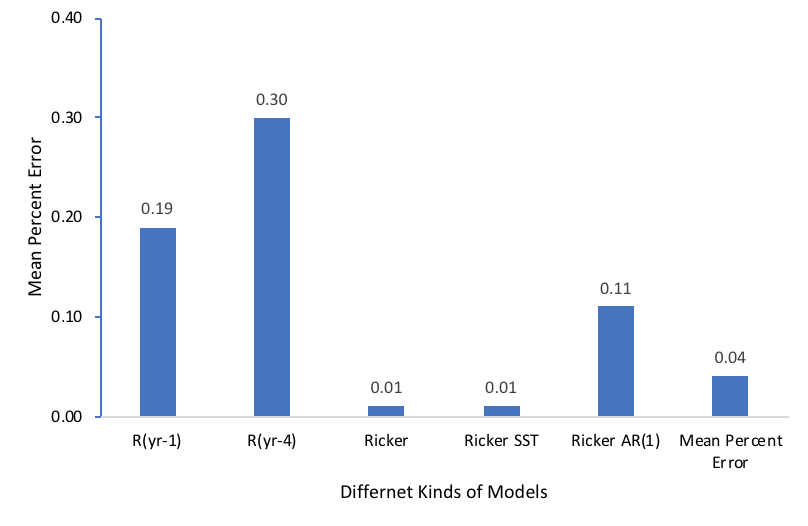 0.40
0.30
0.20
0.10
0.00
Mean Percent Error
0.19
0.30
0.01
0.01
0.11
0.04
R(yr-1)
R(yr-4)
Ricker
Ricker SST
Ricker AR(1)
Mean Percent
Error
Differnet Kinds of Models